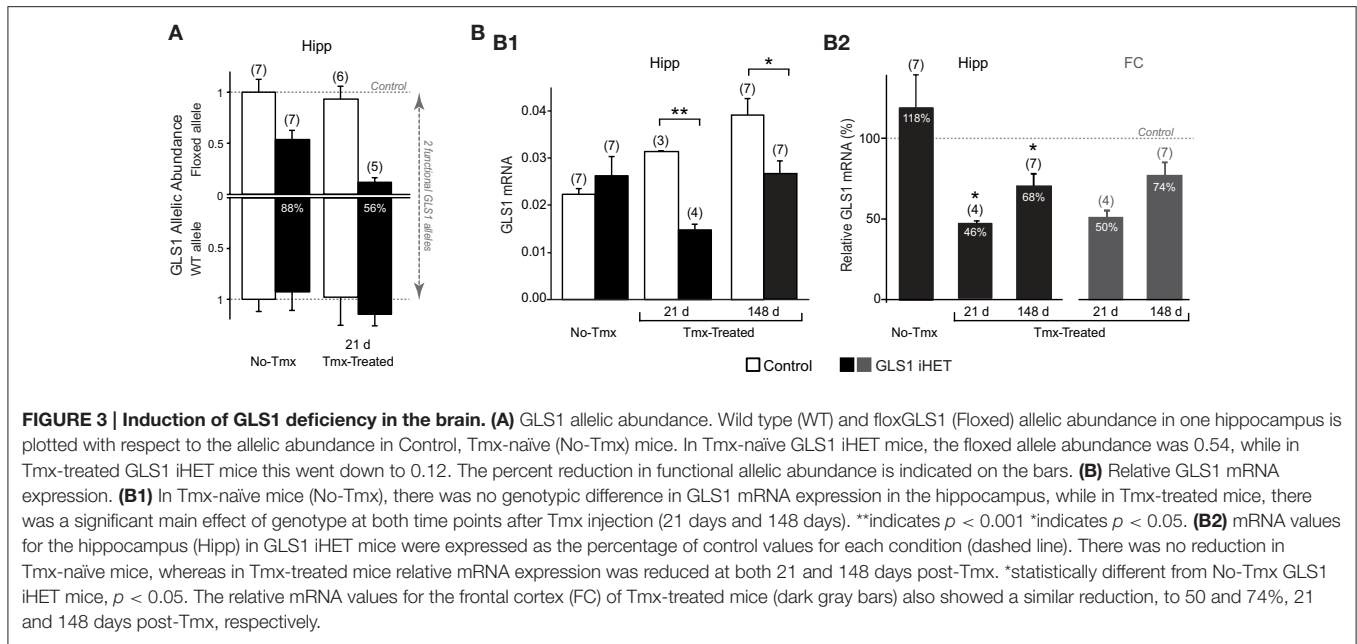 A
Hipp
GLS1 Allelic Abundance
Floxed allele
WT allele
1
0.5
0
0.5
1
(7)
(7)
(6)
(5)
Control
88%
56%
2 functional GLS1 alleles
No-Tmx
21 d
Tmx-Treated
B
B1
Hipp
GLS1 mRNA
0.04
0.03
0.02
0.01
0.00
(7)
(7)
(3)
**
(4)
(7)
*
(7)
No-Tmx
21 d
148 d
Tmx-Treated
B2
Hipp
FC
Relative GLS1 mRNA (%)
100
50
0
(7)
118%
Control
*
(4)
46%
*
(7)
68%
(4)
50%
(7)
74%
No-Tmx
21 d
148 d
21 d
148 d
Tmx-Treated
Control
GLS1 iHET
FIGURE 3 | Induction of GLS1 deficiency in the brain. (A) GLS1 allelic abundance. Wild type (WT) and floxGLS1 (Floxed) allelic abundance in one hippocampus is
plotted with respect to the allelic abundance in Control, Tmx-naïve (No-Tmx) mice. In Tmx-naïve GLS1 iHET mice, the floxed allele abundance was 0.54, while in
Tmx-treated GLS1 iHET mice this went down to 0.12. The percent reduction in functional allelic abundance is indicated on the bars. (B) Relative GLS1 mRNA
expression. (B1) In Tmx-naïve mice (No-Tmx), there was no genotypic difference in GLS1 mRNA expression in the hippocampus, while in Tmx-treated mice, there
was a significant main effect of genotype at both time points after Tmx injection (21 days and 148 days). **indicates p < 0.001 *indicates p < 0.05. (B2) mRNA values
for the hippocampus (Hipp) in GLS1 iHET mice were expressed as the percentage of control values for each condition (dashed line). There was no reduction in
Tmx-naïve mice, whereas in Tmx-treated mice relative mRNA expression was reduced at both 21 and 148 days post-Tmx. *statistically different from No-Tmx GLS1
iHET mice, p < 0.05. The relative mRNA values for the frontal cortex (FC) of Tmx-treated mice (dark gray bars) also showed a similar reduction, to 50 and 74%, 21
and 148 days post-Tmx, respectively.